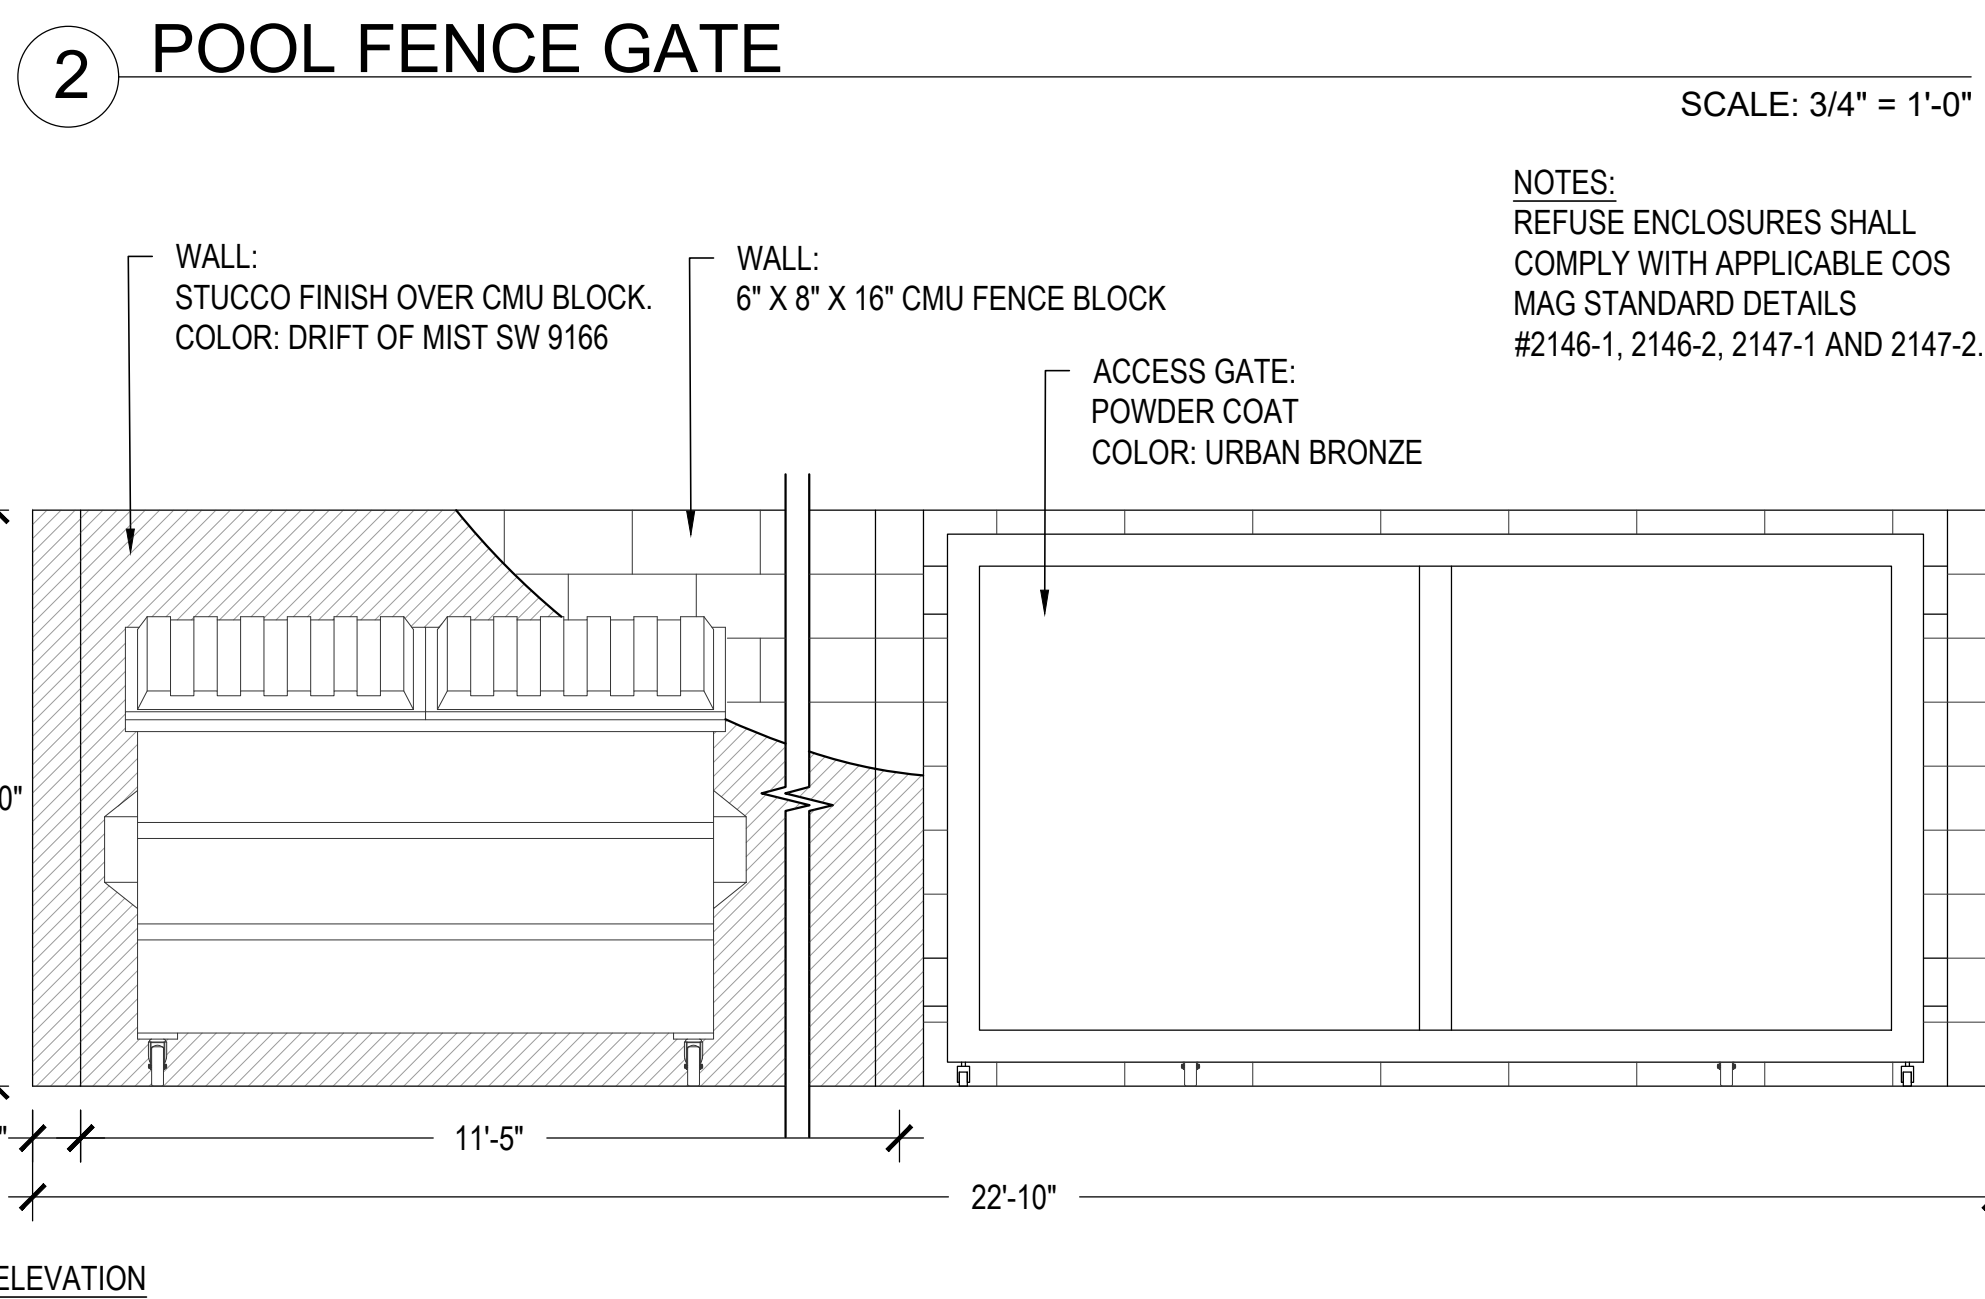 2
POOL FENCE GATE
SCALE: 3/4" = 1'-0"
NOTES:
REFUSE ENCLOSURES SHALL
COMPLY WITH APPLICABLE COS
MAG STANDARD DETAILS
#2146-1, 2146-2, 2147-1 AND 2147-2.
WALL:
STUCCO FINISH OVER CMU BLOCK.
COLOR: DRIFT OF MIST SW 9166
WALL:
6" X 8" X 16" CMU FENCE BLOCK
ACCESS GATE:
POWDER COAT
COLOR: URBAN BRONZE
0"
"
11'-5"
22'-10"
ELEVATION